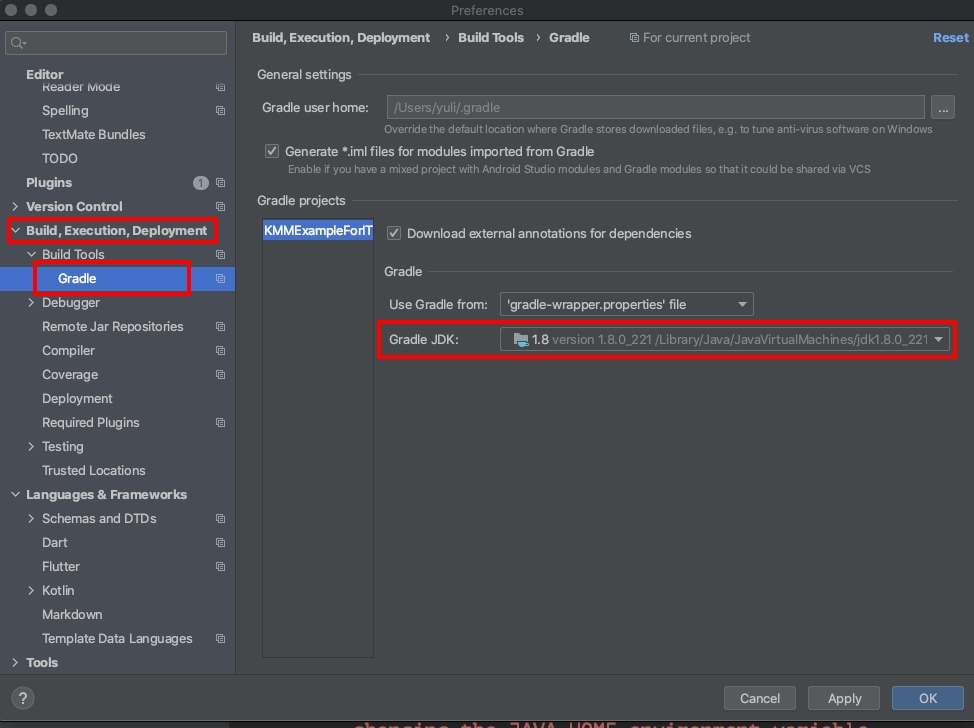 Preferences
Editor
Reader Mode
Spelling
TextMate Bundles
TODO
Plugins 1
Version Control
Build, Execution, Deployment
Build Tools
Gradle
Debugger
Remote Jar Repositories
Compiler
Coverage
Deployment
Required Plugins
Testing
Trusted Locations
Languages & Frameworks
Schemas and DTDs
Dart
Flutter
Kotlin
Markdown
Template Data Languages
Tools
?
Build, Execution, Deployment › Build Tools › Gradle For current project Reset
General settings
Gradle user home: /Users/yuli/.gradle ...
Override the default location where Gradle stores downloaded files, e.g. to tune anti-virus software on Windows
Generate *.iml files for modules imported from Gradle
Enable if you have a mixed project with Android Studio modules and Gradle modules so that it could be shared via VCS
Gradle projects
KMMExampleForIT
Download external annotations for dependencies
Gradle
Use Gradle from: 'gradle-wrapper.properties' file
Gradle JDK: 1.8 version 1.8.0_221 /Library/Java/JavaVirtualMachines/jdk1.8.0_221
Cancel Apply OK
changing the JAVA_HOME environment variable